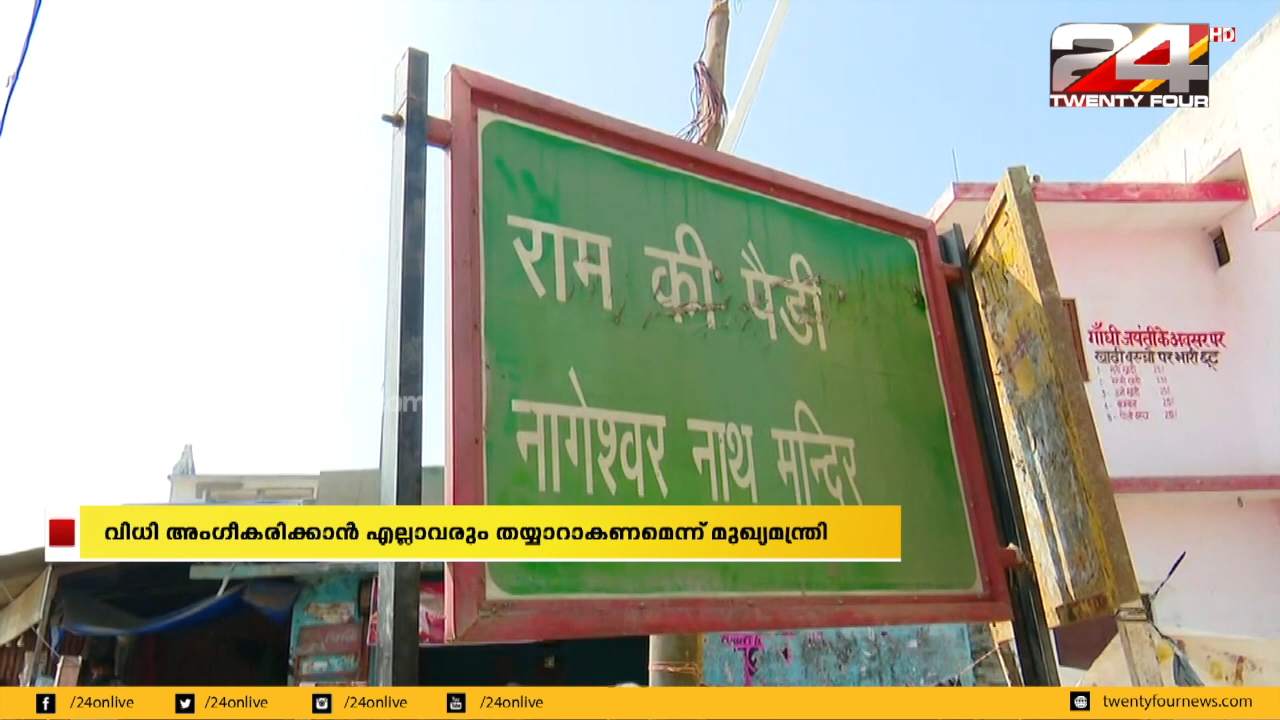 24 HD
TWENTY FOUR
राम की पैडी
नागेश्वर नाथ मन्दिर
गाँधी जयंती के अवसर पर
खादी वस्त्रों पर भारी छूट
വിധി അംഗീകരിക്കാൻ എല്ലാവരും തയ്യാറാകണമെന്ന് മുഖ്യമന്ത്രി
/24onlive /24onlive /24onlive /24onlive twentyfournews.com